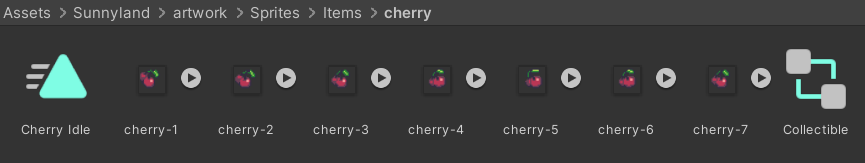 Assets > Sunnyland > artwork > Sprites > Items > cherry
Cherry Idle cherry-1 cherry-2 cherry-3 cherry-4 cherry-5 cherry-6 cherry-7 Collectible